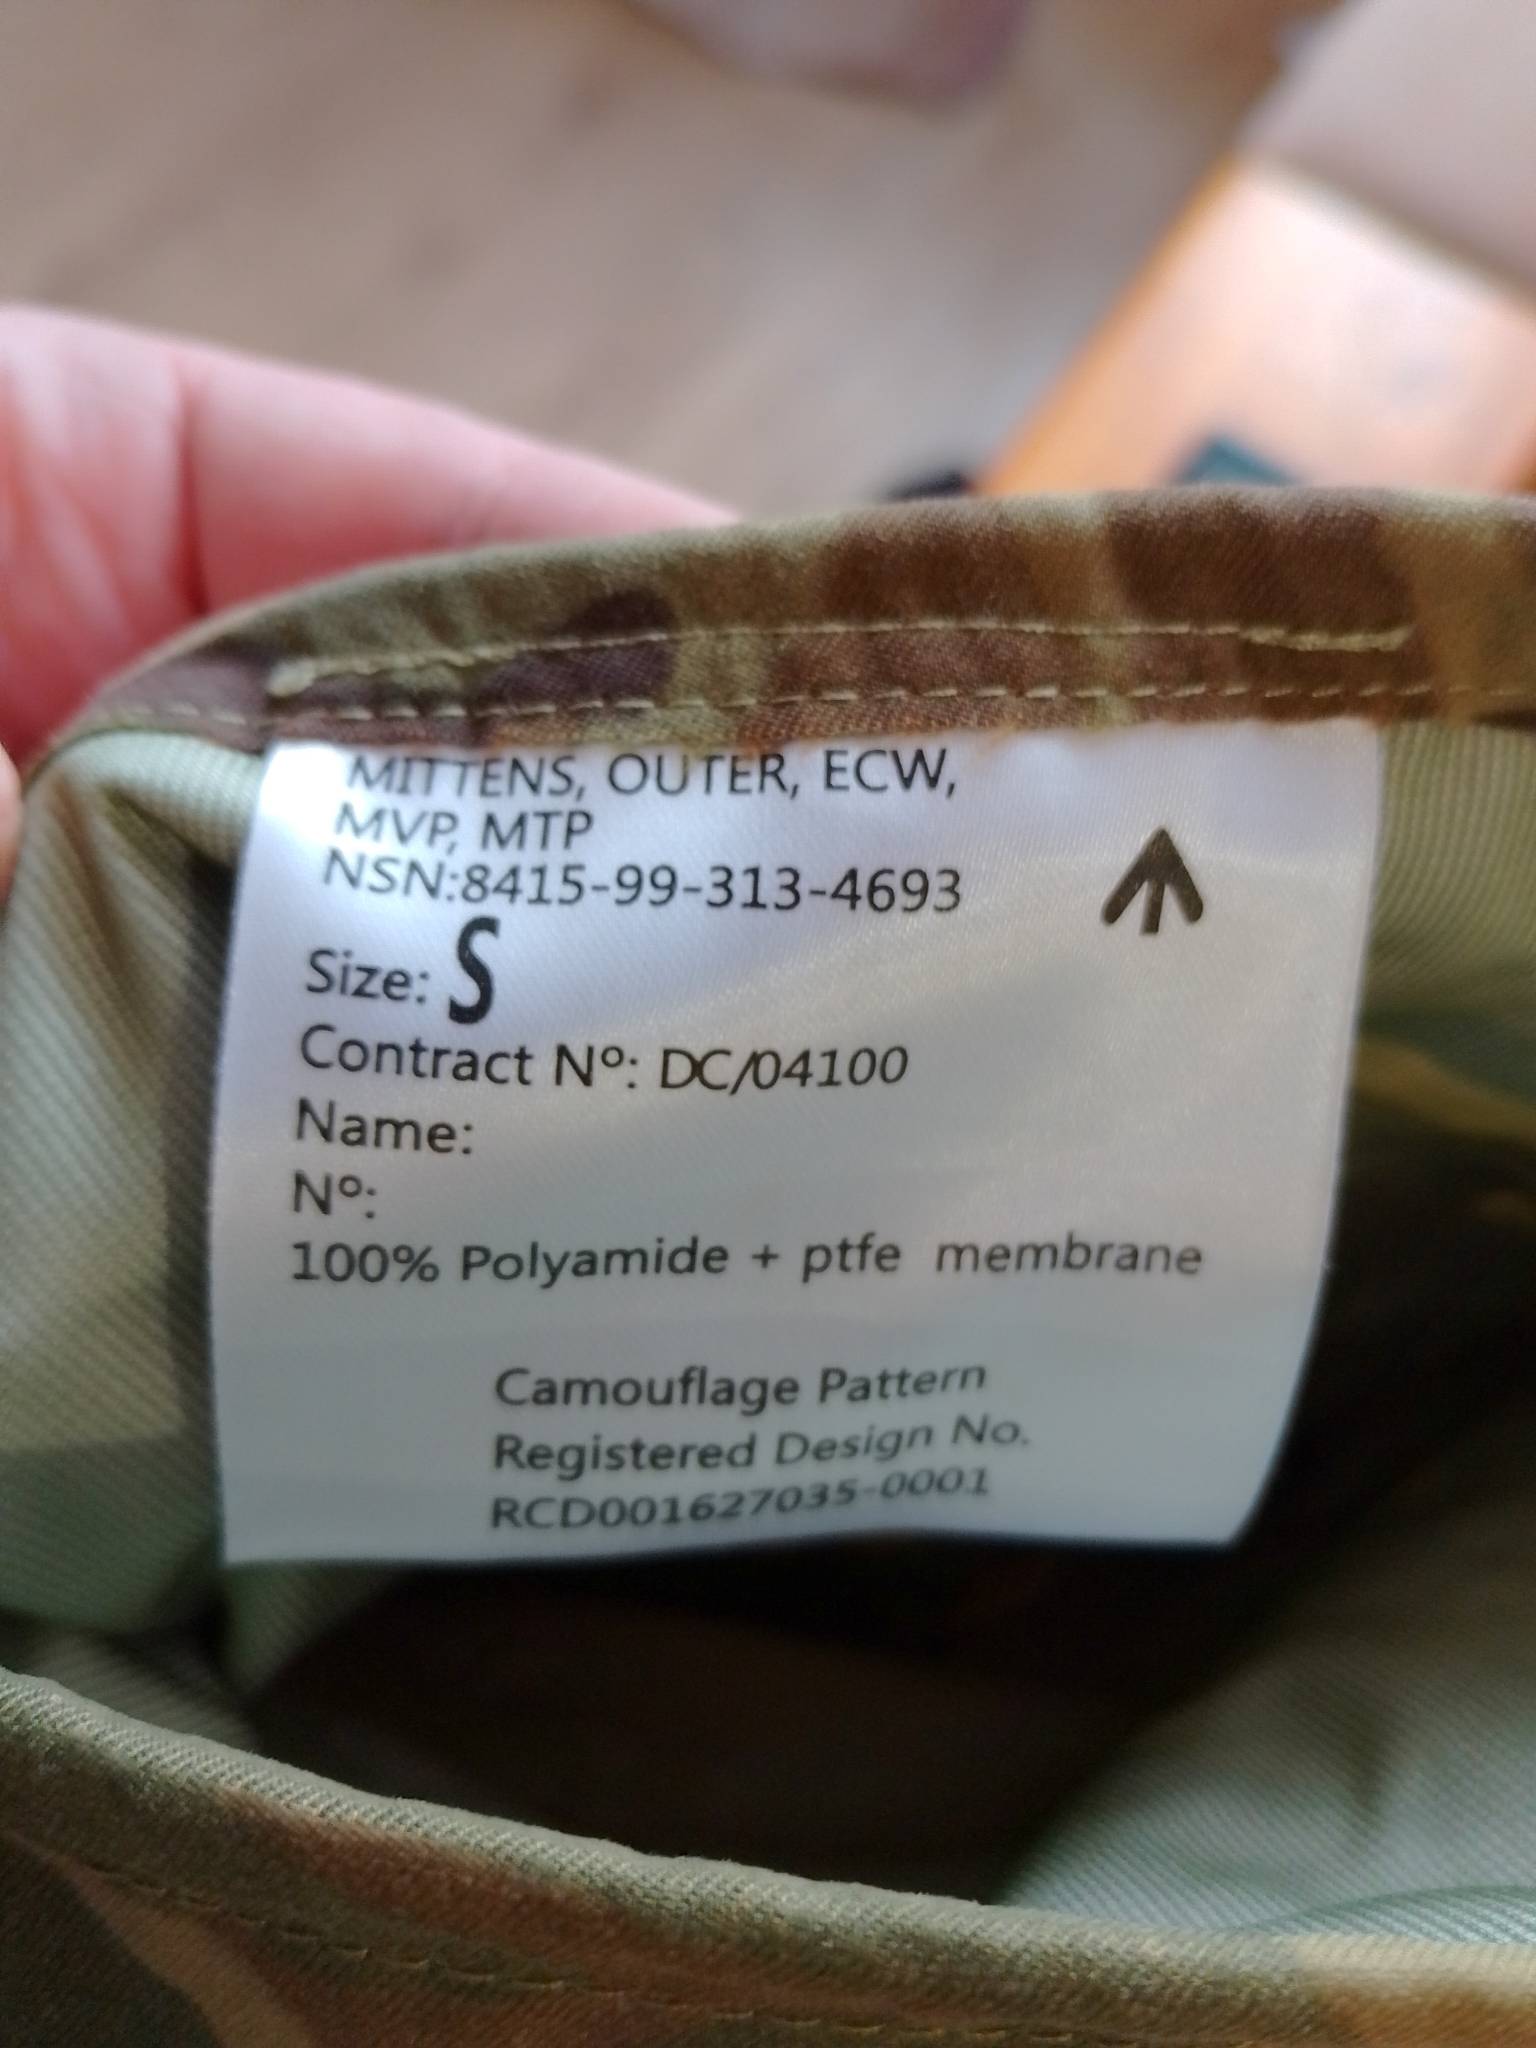 MITTENS, OUTER, ECW,
MVP, MTP
NSN:8415-99-313-4693
Size: S
Contract Nº: DC/04100
Name:
Nº:
100% Polyamide + ptfe membrane
Camouflage Pattern
Registered Design No.
RCD001627035-0001